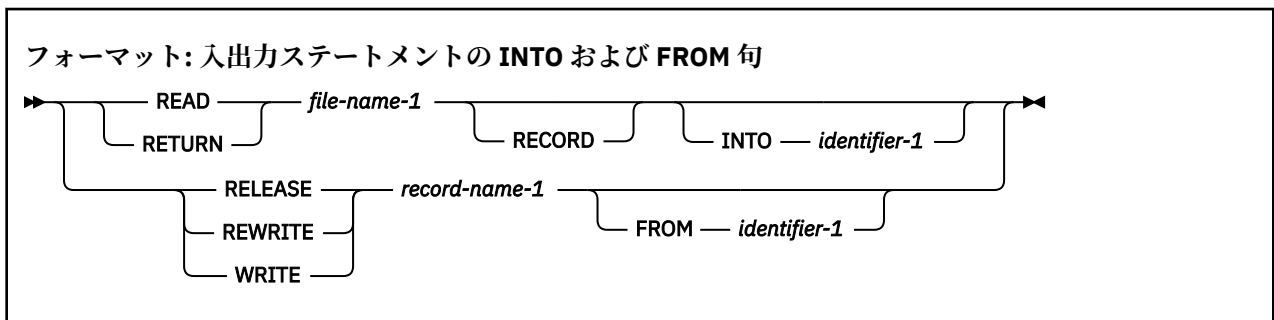 フォーマット: 入出力ステートメントの INTO および FROM 句
READ file-name-1
RETURN RECORD INTO identifier-1
RELEASE record-name-1
REWRITE FROM identifier-1
WRITE